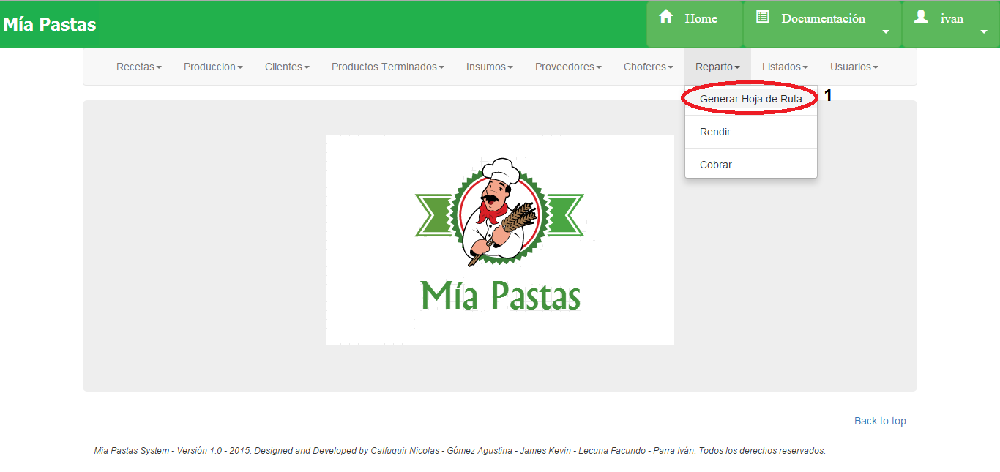 Mía Pastas
Home
Documentación
ivan
Recetas
Produccion
Clientes
Productos Terminados
Insumos
Proveedores
Choferes
Reparto
Listados
Usuarios
Generar Hoja de Ruta
1
Rendir
Cobrar
Mía Pastas
Back to top
Mia Pastas System - Versión 1.0 - 2015. Designed and Developed by Calfuquir Nicolas - Gómez Agustina - James Kevin - Lecuna Facundo - Parra Iván. Todos los derechos reservados.